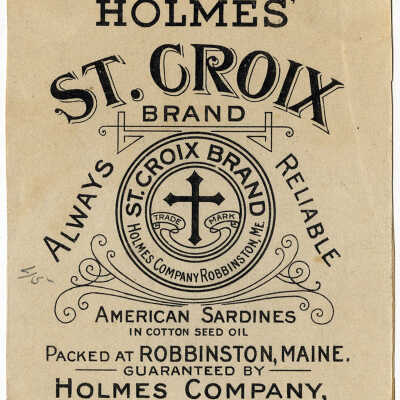 HOLMES'
ST. CROIX
BRAND
ALWAYS RELIABLE
ST. CROIX BRAND
TRADE MARK
HOLMES COMPANY ROBBINSTON, ME
AMERICAN SARDINES
IN COTTON SEED OIL
PACKED AT ROBBINSTON, MAINE.
GUARANTEED BY
HOLMES COMPANY,